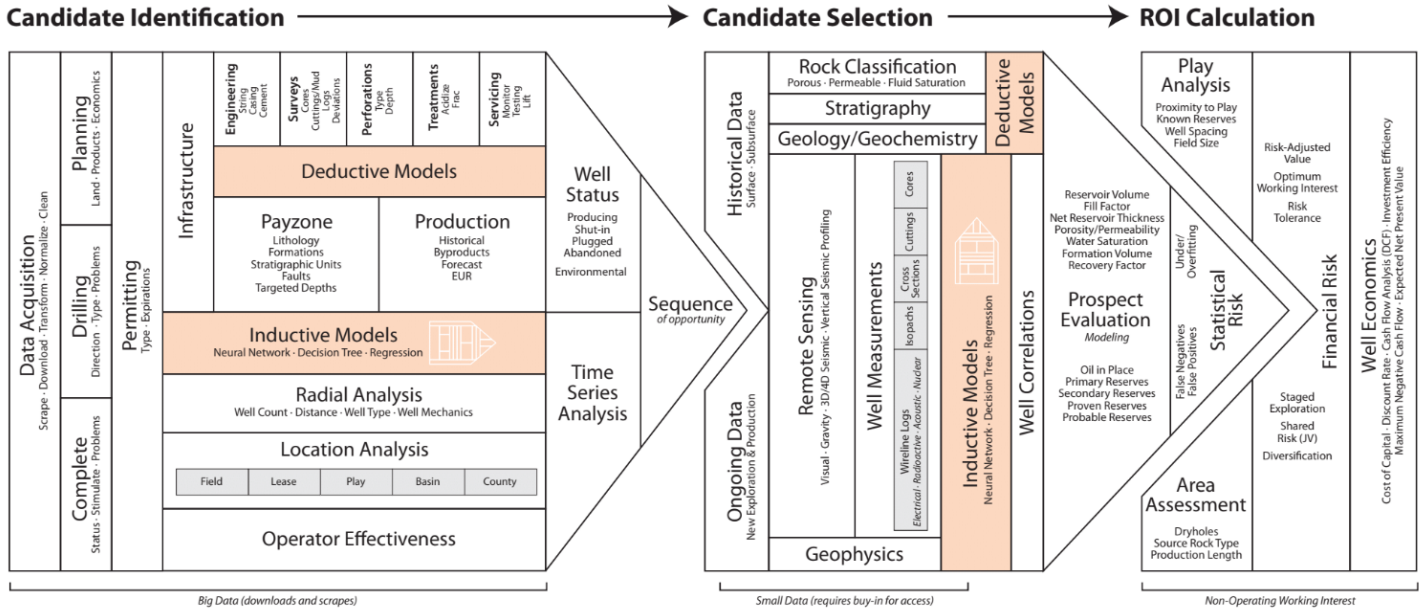 Candidate Identification
Candidate Selection
ROI Calculation
Data Acquisition
Scrape · Download · Transform · Normalize · Clean
Planning
Land · Products · Economics
Drilling
Direction · Type · Problems
Complete
Status · Stimulate · Problems
Permitting
Type · Expirations
Infrastructure
Engineering
String
Casing
Cement
Surveys
Cores
Cuttings/Mud
Logs
Deviations
Perforations
Type
Depth
Treatments
Acidize
Frac
Servicing
Monitor
Testing
Lift
Deductive Models
Payzone
Lithology
Formations
Stratigraphic Units
Faults
Targeted Depths
Production
Historical
Byproducts
Forecast
EUR
Inductive Models
Neural Network · Decision Tree · Regression
Radial Analysis
Well Count · Distance · Well Type · Well Mechanics
Location Analysis
Field
Lease
Play
Basin
County
Operator Effectiveness
Well
Status
Producing
Shut-in
Plugged
Abandoned
Environmental
Time
Series
Analysis
Sequence
of opportunity
Big Data (downloads and scrapes)
Historical Data
Surface · Subsurface
Ongoing Data
New Exploration & Production
Rock Classification
Porous · Permeable · Fluid Saturation
Stratigraphy
Geology/Geochemistry
Deductive
Models
Remote Sensing
Visual · Gravity · 3D/4D Seismic · Vertical Seismic Profiling
Well Measurements
Cores
Cuttings
Cross
Sections
Isopachs
Wireline Logs
Electrical · Radioactive · Acoustic · Nuclear
Geophysics
Inductive Models
Neural Network · Decision Tree · Regression
Well Correlations
Small Data (requires buy-in for access)
Reservoir Volume
Fill Factor
Net Reservoir Thickness
Porosity/Permeability
Water Saturation
Formation Volume
Recovery Factor
Prospect
Evaluation
Modeling
Oil in Place
Primary Reserves
Secondary Reserves
Proven Reserves
Probable Reserves
Under/
Overfitting
False Negatives
False Positives
Statistical
Risk
Play
Analysis
Proximity to Play
Known Reserves
Well Spacing
Field Size
Area
Assessment
Dryholes
Source Rock Type
Production Length
Risk-Adjusted
Value
Optimum
Working Interest
Risk
Tolerance
Staged
Exploration
Shared
Risk (JV)
Diversification
Financial Risk
Well Economics
Cost of Capital · Discount Rate · Cash Flow Analysis (DCF) · Investment Efficiency
Maximum Negative Cash Flow · Expected Net Present Value
Non-Operating Working Interest